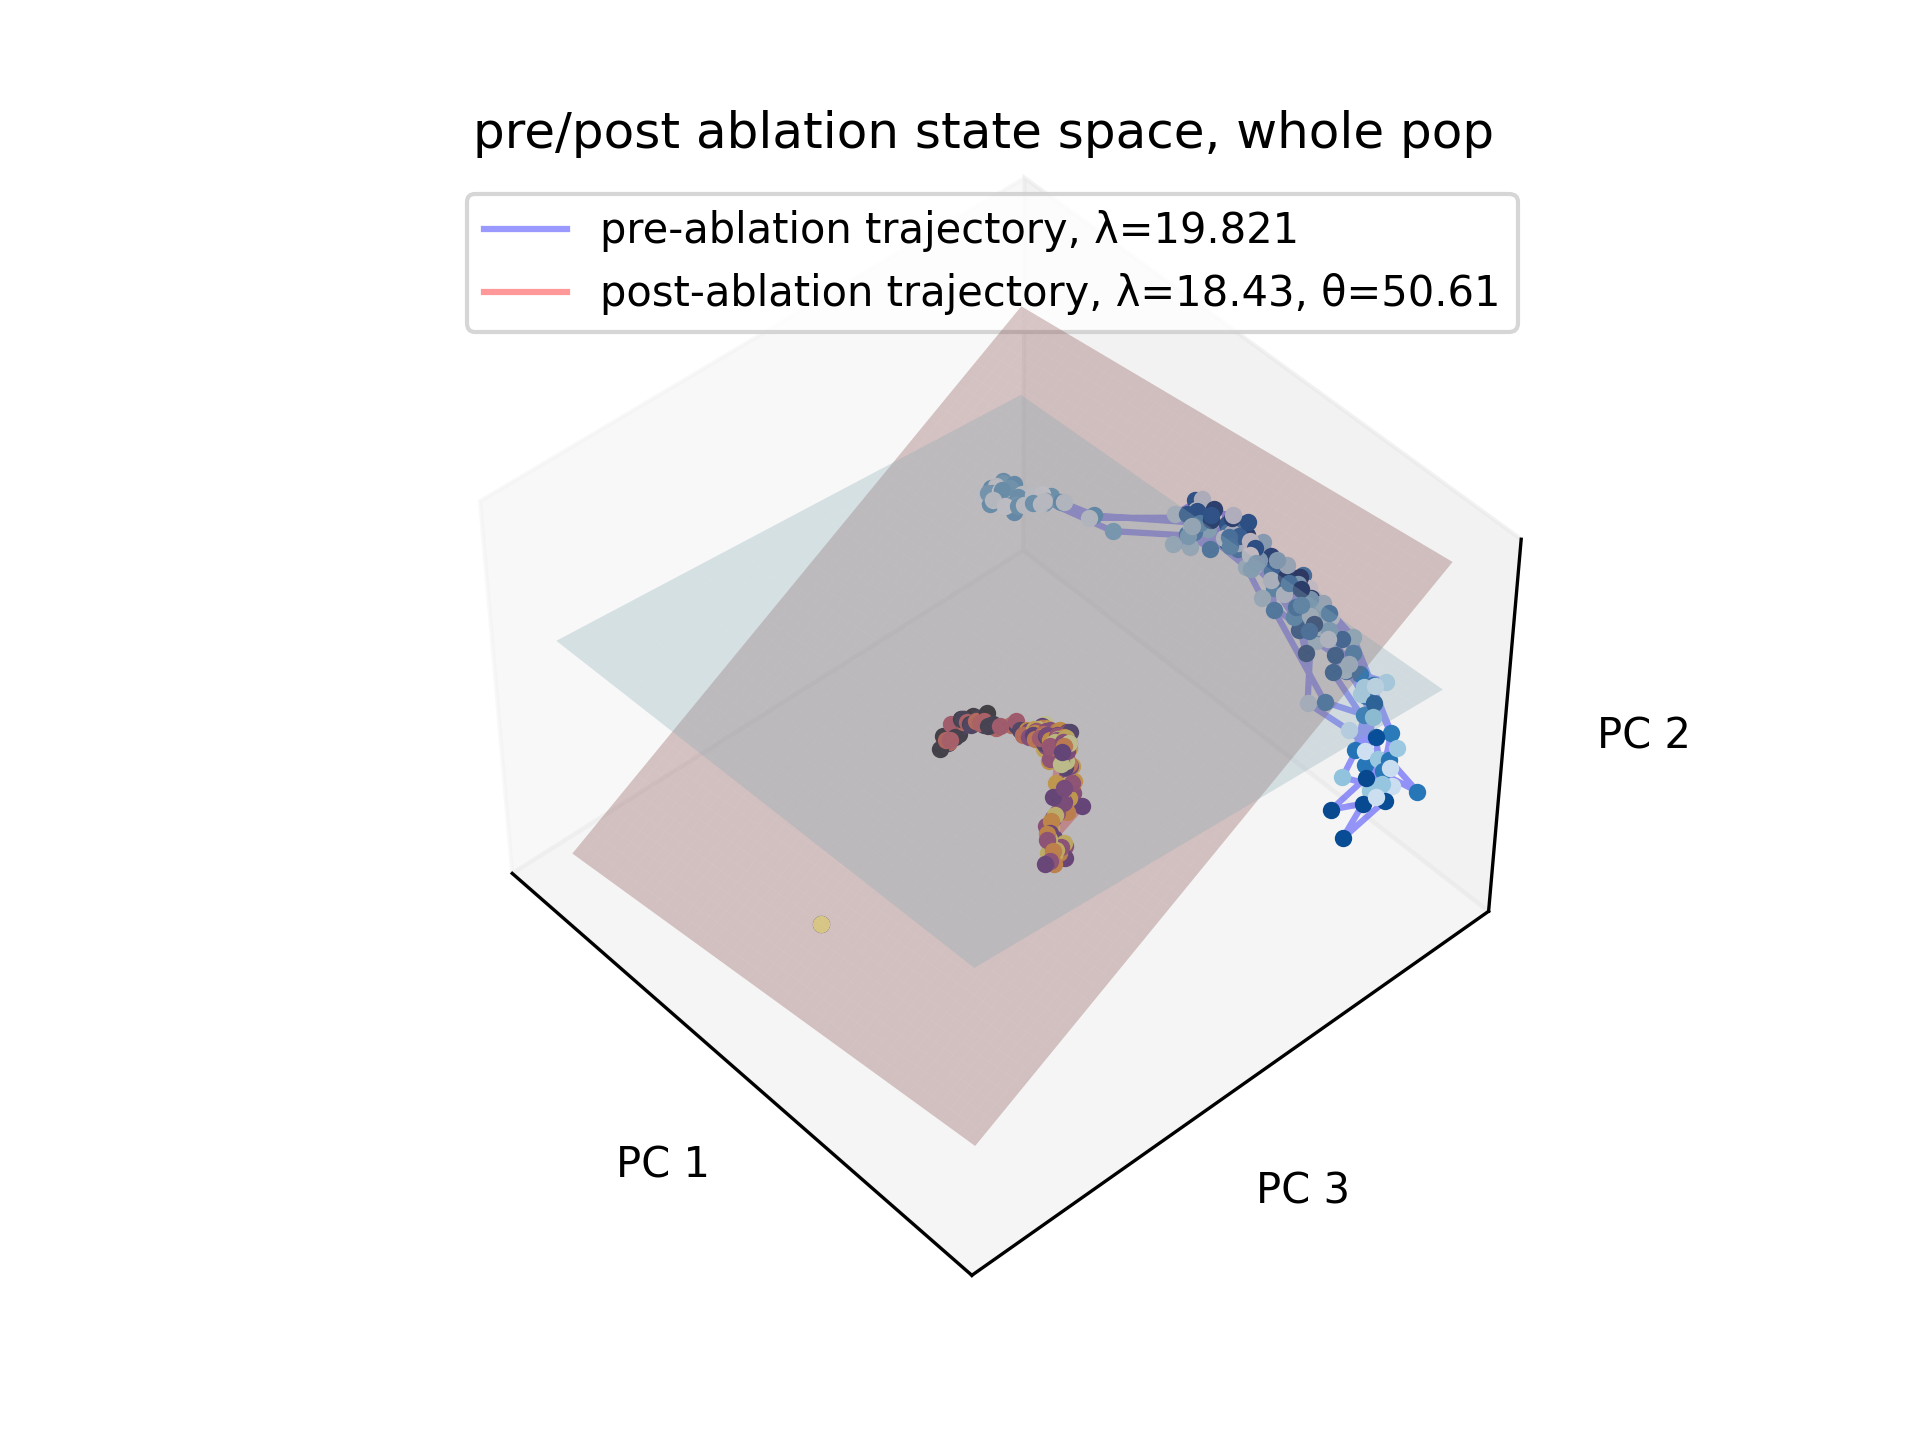 pre/post ablation state space, whole pop
pre-ablation trajectory, λ=19.821
post-ablation trajectory, λ=18.43, θ=50.61
PC 2
PC 1
PC 3